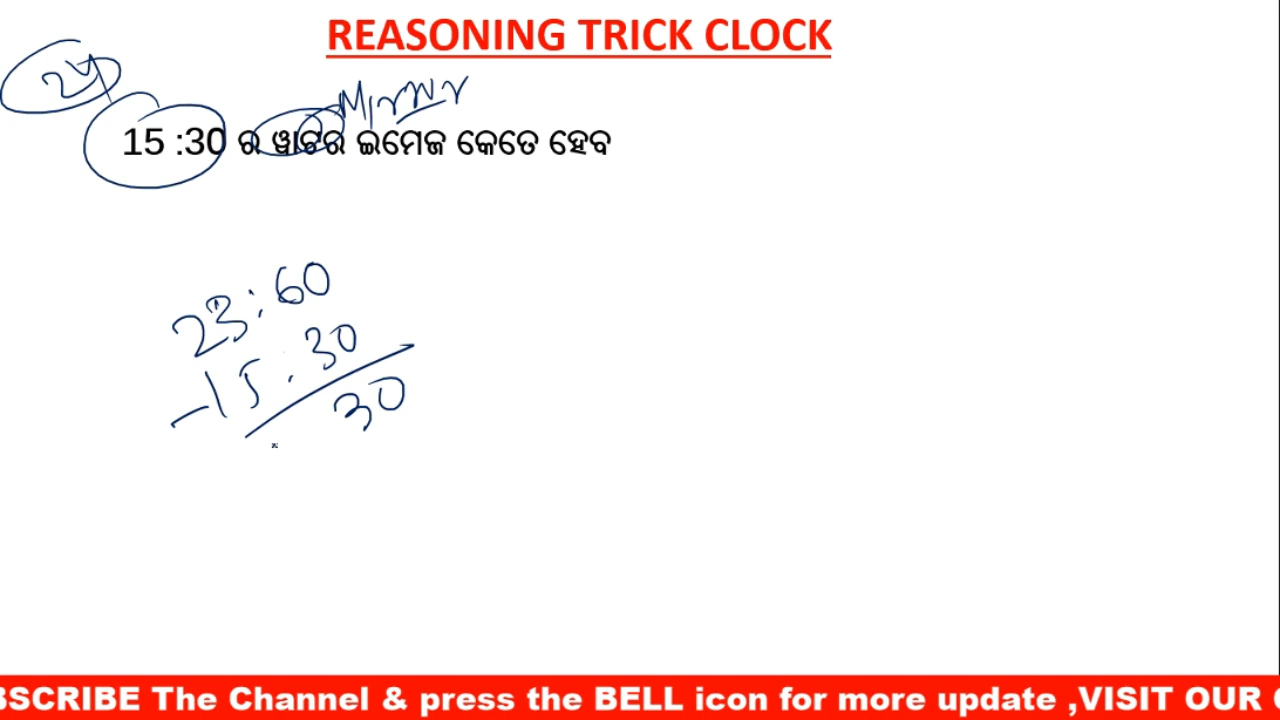 REASONING TRICK CLOCK
24
Mirror
15 :30 ର ୱାଟର ଇମେଜ କେତେ ହେବ
23:60
-15.30
30
BSCRIBE The Channel & press the BELL icon for more update ,VISIT OUR